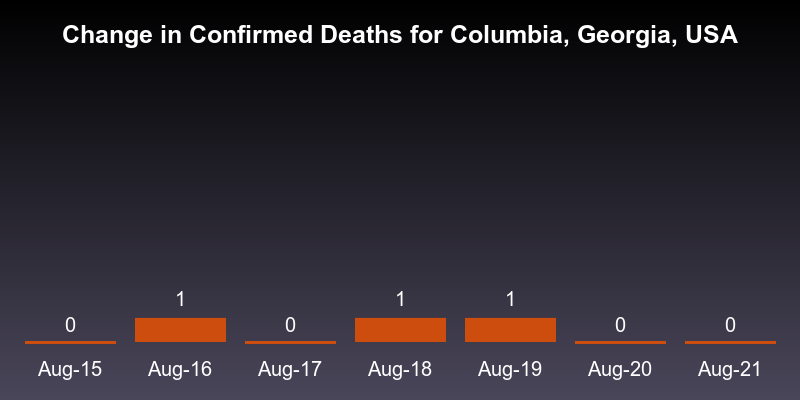 Change in Confirmed Deaths for Columbia, Georgia, USA
0 1 0 1 1 0 0
Aug-15 Aug-16 Aug-17 Aug-18 Aug-19 Aug-20 Aug-21